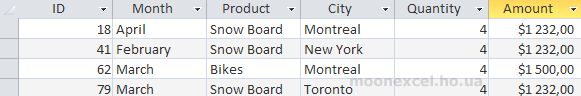 ID Month Product City Quantity Amount
18 April Snow Board Montreal 4 $1 232,00
41 February Snow Board New York 4 $1 232,00
62 March Bikes Montreal 4 $1 500,00
79 March Snow Board Toronto 4 $1 232,00
moonexcel.ho.ua